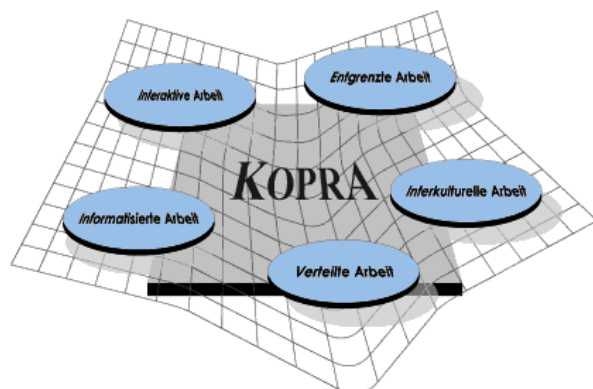 Interaktive Arbeit
Entgrenzte Arbeit
KOPRA
Informatisierte Arbeit
Interkulturelle Arbeit
Verteilte Arbeit